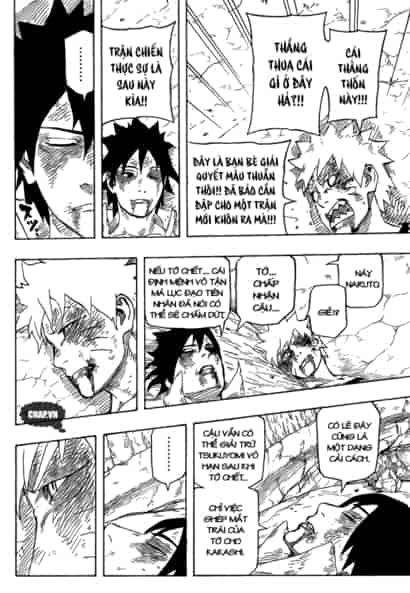 CÁI
THẰNG
THỘN
NÀY!!!
THẮNG
THUA CÁI
GÌ Ở ĐÂY
HẢ?!!
ĐÂY LÀ BẠN BÈ GIẢI
QUYẾT MÂU THUẪN
THÔI!! ĐÃ BẢO CẦN
ĐẬP CHO MỘT TRẬN
MỚI KHÔN RA MÀ!!!
TRẬN CHIẾN
THỰC SỰ LÀ
SAU NÀY
KÌA!!
........
NÀY
NARUTO.
GÌ?!
TỚ...
CHẤP
NHẬN
CẬU...
NẾU TỚ CHẾT... CÁI
ĐỊNH MỆNH VÔ TẬN
MÀ LỤC ĐẠO TIÊN
NHÂN ĐÃ NÓI CÓ
THỂ SẼ CHẤM DỨT.
CÓ LẼ ĐÂY
CŨNG LÀ
MỘT DẠNG
CẢI CÁCH.
CẬU VẪN CÓ
THỂ GIẢI TRỪ
TSUKUYOMI VÔ
HẠN SAU KHI
TỚ CHẾT...
CHỈ VIỆC
GHÉP MẮT
TRÁI CỦA
TỚ CHO
KAKASHI.
........
CHAP.VN